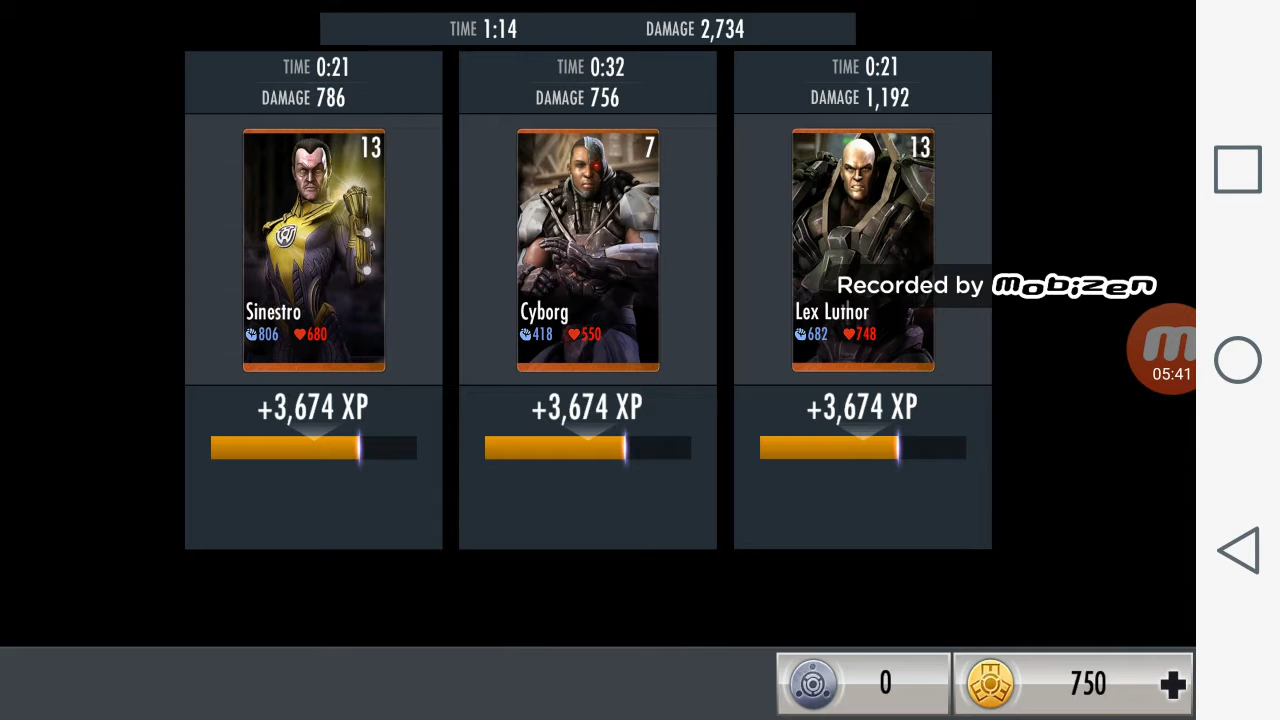 TIME 1:14 DAMAGE 2,734
TIME 0:21
DAMAGE 786
13
Sinestro
806 680
+3,674 XP
TIME 0:32
DAMAGE 756
7
Cyborg
418 550
+3,674 XP
TIME 0:21
DAMAGE 1,192
13
Lex Luthor
682 748
+3,674 XP
Recorded by mobizen
m
05:41
0
750 +